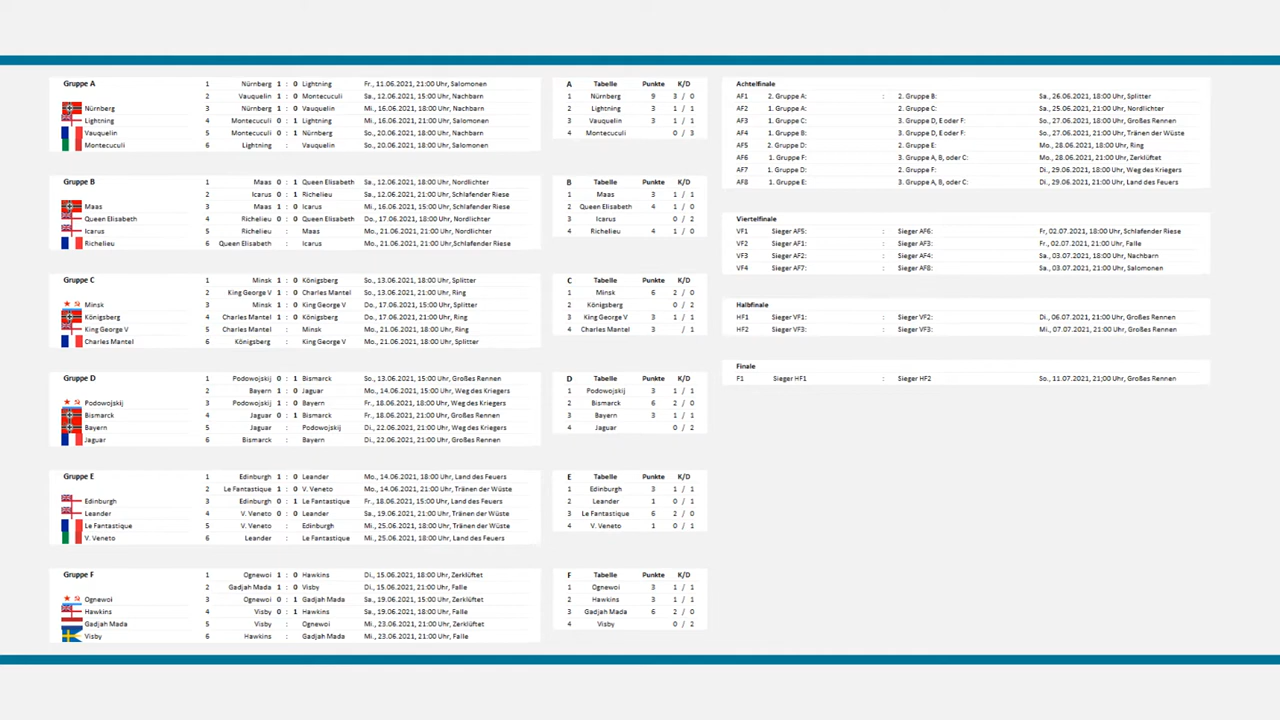 Gruppe A
1 Nürnberg 1 : 0 Lightning Fr., 11.06.2021, 21:00 Uhr, Salomonen
2 Vauquelin 1 : 0 Montecuculi Sa., 12.06.2021, 15:00 Uhr, Nachbarn
Nürnberg 3 Nürnberg 1 : 0 Vauquelin Mi., 16.06.2021, 18:00 Uhr, Nachbarn
Lightning 4 Montecuculi 0 : 1 Lightning Mi., 16.06.2021, 21:00 Uhr, Salomonen
Vauquelin 5 Montecuculi 0 : 1 Nürnberg So., 20.06.2021, 18:00 Uhr, Nachbarn
Montecuculi 6 Lightning : Vauquelin So., 20.06.2021, 18:00 Uhr, Salomonen
A Tabelle Punkte K/D
1 Nürnberg 9 3 / 0
2 Lightning 3 1 / 1
3 Vauquelin 3 1 / 1
4 Montecuculi 0 / 3
Gruppe B
1 Maas 0 : 1 Queen Elisabeth Sa., 12.06.2021, 18:00 Uhr, Nordlichter
2 Icarus 0 : 1 Richelieu Sa., 12.06.2021, 21:00 Uhr, Schlafender Riese
Maas 3 Maas 1 : 0 Icarus Mi., 16.06.2021, 15:00 Uhr, Schlafender Riese
Queen Elisabeth 4 Richelieu 0 : 0 Queen Elisabeth Do., 17.06.2021, 18:00 Uhr, Nordlichter
Icarus 5 Richelieu : Maas Mo., 21.06.2021, 21:00 Uhr, Nordlichter
Richelieu 6 Queen Elisabeth : Icarus Mo., 21.06.2021, 21:00 Uhr,Schlafender Riese
B Tabelle Punkte K/D
1 Maas 3 1 / 1
2 Queen Elisabeth 4 1 / 0
3 Icarus 0 / 2
4 Richelieu 4 1 / 0
Gruppe C
1 Minsk 1 : 0 Königsberg So., 13.06.2021, 18:00 Uhr, Splitter
2 King George V 1 : 0 Charles Mantel So., 13.06.2021, 21:00 Uhr, Ring
Minsk 3 Minsk 1 : 0 King George V Do., 17.06.2021, 15:00 Uhr, Splitter
Königsberg 4 Charles Mantel 1 : 0 Königsberg Do., 17.06.2021, 21:00 Uhr, Ring
King George V 5 Charles Mantel : Minsk Mo., 21.06.2021, 18:00 Uhr, Ring
Charles Mantel 6 Königsberg : King George V Mo., 21.06.2021, 18:00 Uhr, Splitter
C Tabelle Punkte K/D
1 Minsk 6 2 / 0
2 Königsberg 0 / 2
3 King George V 3 1 / 1
4 Charles Mantel 3 / 1
Gruppe D
1 Podowojskij 0 : 1 Bismarck So., 13.06.2021, 15:00 Uhr, Großes Rennen
2 Bayern 1 : 0 Jaguar Mo., 14.06.2021, 15:00 Uhr, Weg des Kriegers
Podowojskij 3 Podowojskij 1 : 0 Bayern Fr., 18.06.2021, 18:00 Uhr, Weg des Kriegers
Bismarck 4 Jaguar 0 : 1 Bismarck Fr., 18.06.2021, 21:00 Uhr, Großes Rennen
Bayern 5 Jaguar : Podowojskij Di., 22.06.2021, 21:00 Uhr, Weg des Kriegers
Jaguar 6 Bismarck : Bayern Di., 22.06.2021, 21:00 Uhr, Großes Rennen
D Tabelle Punkte K/D
1 Podowojskij 3 1 / 1
2 Bismarck 6 2 / 0
3 Bayern 3 1 / 1
4 Jaguar 0 / 2
Gruppe E
1 Edinburgh 1 : 0 Leander Mo., 14.06.2021, 18:00 Uhr, Land des Feuers
2 Le Fantastique 1 : 0 V. Veneto Mo., 14.06.2021, 21:00 Uhr, Tränen der Wüste
Edinburgh 3 Edinburgh 0 : 1 Le Fantastique Fr., 18.06.2021, 15:00 Uhr, Land des Feuers
Leander 4 V. Veneto 0 : 0 Leander Sa., 19.06.2021, 21:00 Uhr, Tränen der Wüste
Le Fantastique 5 V. Veneto : Edinburgh Mi., 25.06.2021, 18:00 Uhr, Tränen der Wüste
V. Veneto 6 Leander : Le Fantastique Mi., 25.06.2021, 18:00 Uhr, Land des Feuers
E Tabelle Punkte K/D
1 Edinburgh 3 1 / 1
2 Leander 1 0 / 1
3 Le Fantastique 6 2 / 0
4 V. Veneto 1 0 / 1
Gruppe F
1 Ognewoi 1 : 0 Hawkins Di., 15.06.2021, 18:00 Uhr, Zerklüftet
2 Gadjah Mada 1 : 0 Visby Di., 15.06.2021, 21:00 Uhr, Falle
Ognewoi 3 Ognewoi 0 : 1 Gadjah Mada Sa., 19.06.2021, 15:00 Uhr, Zerklüftet
Hawkins 4 Visby 0 : 1 Hawkins Sa., 19.06.2021, 18:00 Uhr, Falle
Gadjah Mada 5 Visby : Ognewoi Mi., 23.06.2021, 21:00 Uhr, Zerklüftet
Visby 6 Hawkins : Gadjah Mada Mi., 23.06.2021, 21:00 Uhr, Falle
F Tabelle Punkte K/D
1 Ognewoi 3 1 / 1
2 Hawkins 3 1 / 1
3 Gadjah Mada 6 2 / 0
4 Visby 0 / 2
Achtelfinale
AF1 2. Gruppe A: : 2. Gruppe B: Sa., 26.06.2021, 18:00 Uhr, Splitter
AF2 1. Gruppe A: 2. Gruppe C: Sa., 26.06.2021, 21:00 Uhr, Nordlichter
AF3 1. Gruppe C: 3. Gruppe D, E oder F: So., 27.06.2021, 18:00 Uhr, Großes Rennen
AF4 1. Gruppe B: 3. Gruppe D, E oder F: So., 27.06.2021, 21:00 Uhr, Tränen der Wüste
AF5 2. Gruppe D: 2. Gruppe E: Mo., 28.06.2021, 18:00 Uhr, Ring
AF6 1. Gruppe F: 3. Gruppe A, B, oder C: Mo., 28.06.2021, 21:00 Uhr, Zerklüftet
AF7 1. Gruppe D: 2. Gruppe F: Di., 29.06.2021, 18:00 Uhr, Weg des Kriegers
AF8 1. Gruppe E: 3. Gruppe A, B, oder C: Di., 29.06.2021, 21:00 Uhr, Land des Feuers
Viertelfinale
VF1 Sieger AF5: : Sieger AF6: Fr, 02.07.2021, 18:00 Uhr, Schlafender Riese
VF2 Sieger AF1: : Sieger AF3: Fr., 02.07.2021, 21:00 Uhr, Falle
VF3 Sieger AF2: : Sieger AF4: Sa., 03.07.2021, 18:00 Uhr, Nachbarn
VF4 Sieger AF7: : Sieger AF8: Sa., 03.07.2021, 21:00 Uhr, Salomonen
Halbfinale
HF1 Sieger VF1: : Sieger VF2: Di., 06.07.2021, 21:00 Uhr, Großes Rennen
HF2 Sieger VF3: : Sieger VF3: Mi., 07.07.2021, 21:00 Uhr, Großes Rennen
Finale
F1 Sieger HF1 : Sieger HF2 So., 11.07.2021, 21;00 Uhr, Großes Rennen